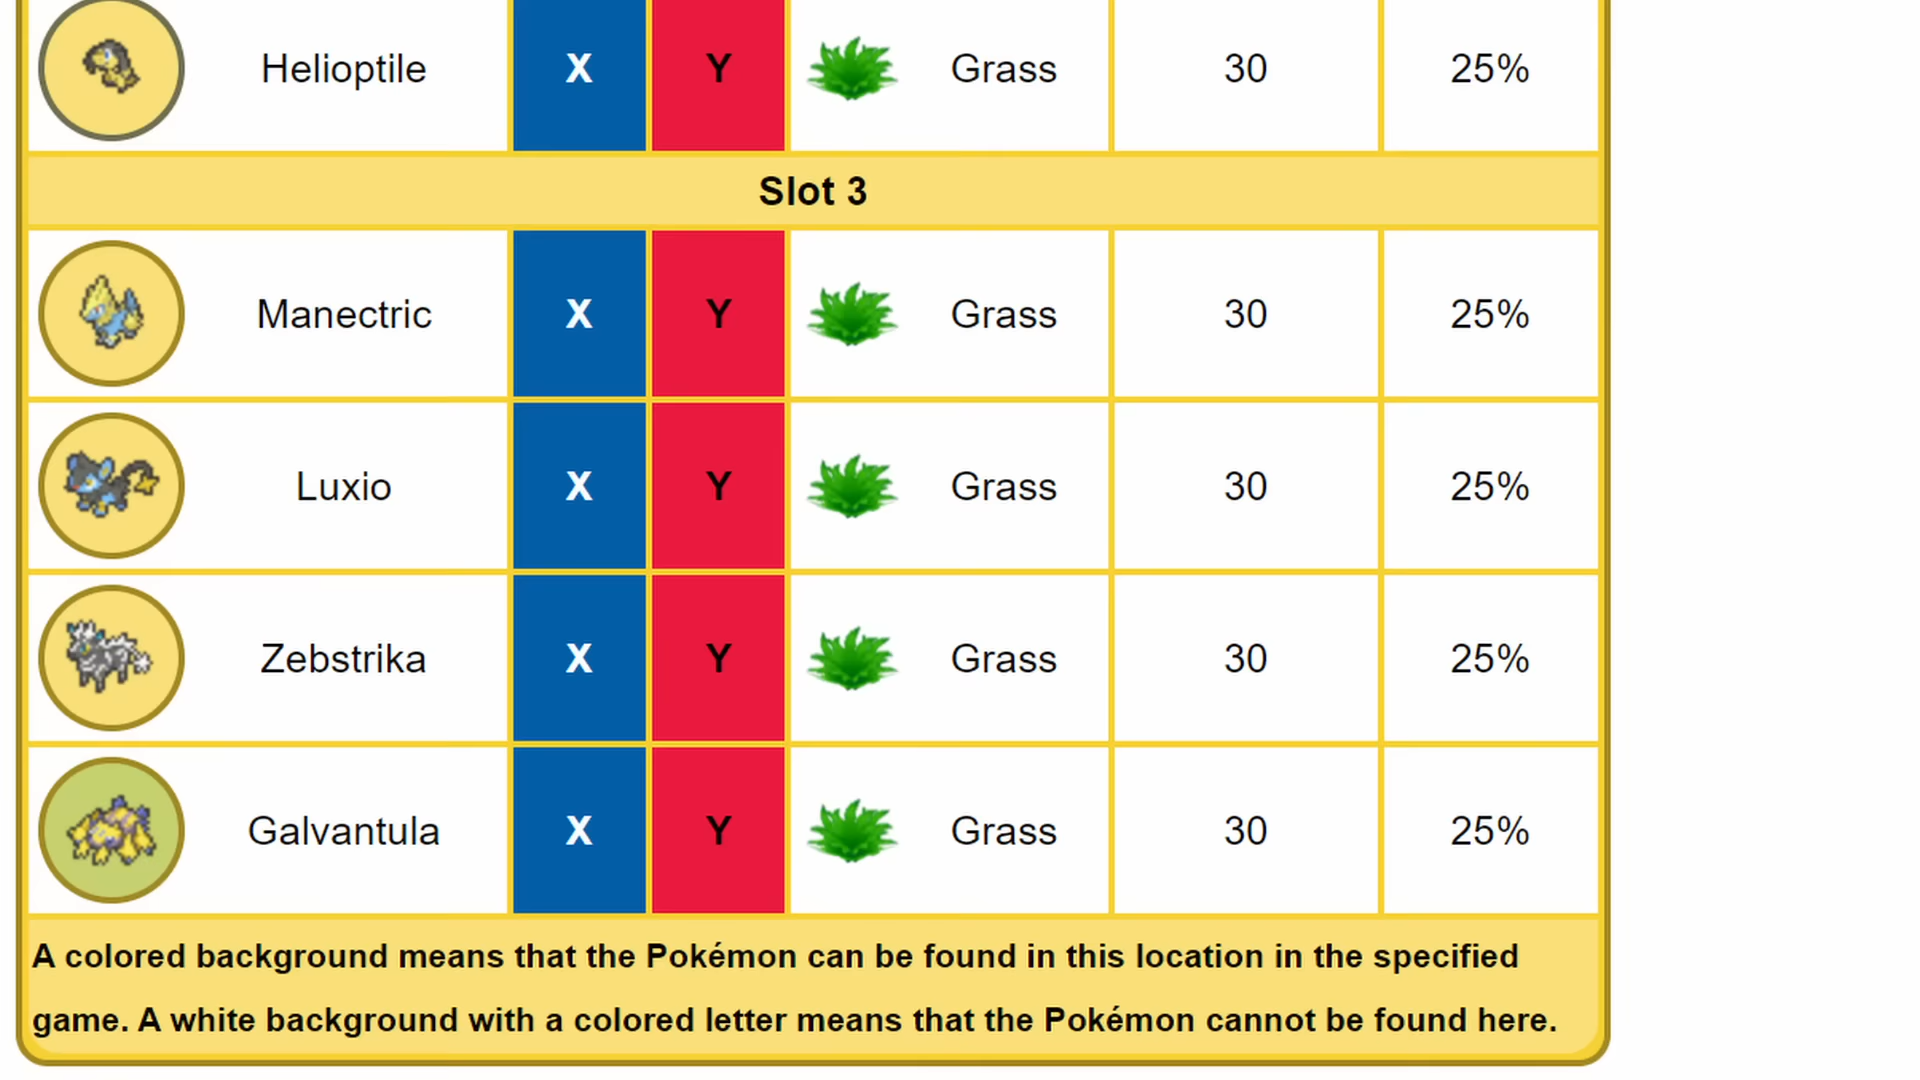 Helioptile X Y Grass 30 25%
Slot 3
Manectric X Y Grass 30 25%
Luxio X Y Grass 30 25%
Zebstrika X Y Grass 30 25%
Galvantula X Y Grass 30 25%
A colored background means that the Pokémon can be found in this location in the specified
game. A white background with a colored letter means that the Pokémon cannot be found here.